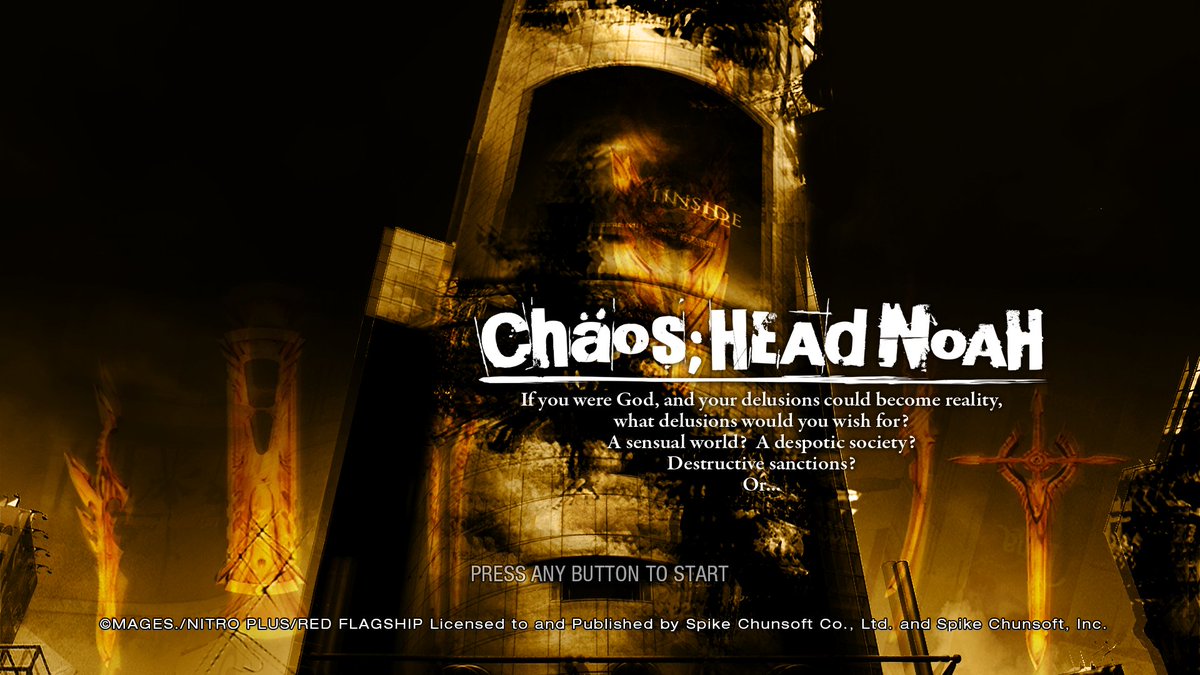 INSIDE
Chäos;HEAd NoAH
If you were God, and your delusions could become reality,
what delusions would you wish for?
A sensual world? A despotic society?
Destructive sanctions?
Or...
PRESS ANY BUTTON TO START
©MAGES./NITRO PLUS/RED FLAGSHIP Licensed to and Published by Spike Chunsoft Co., Ltd. and Spike Chunsoft, Inc.